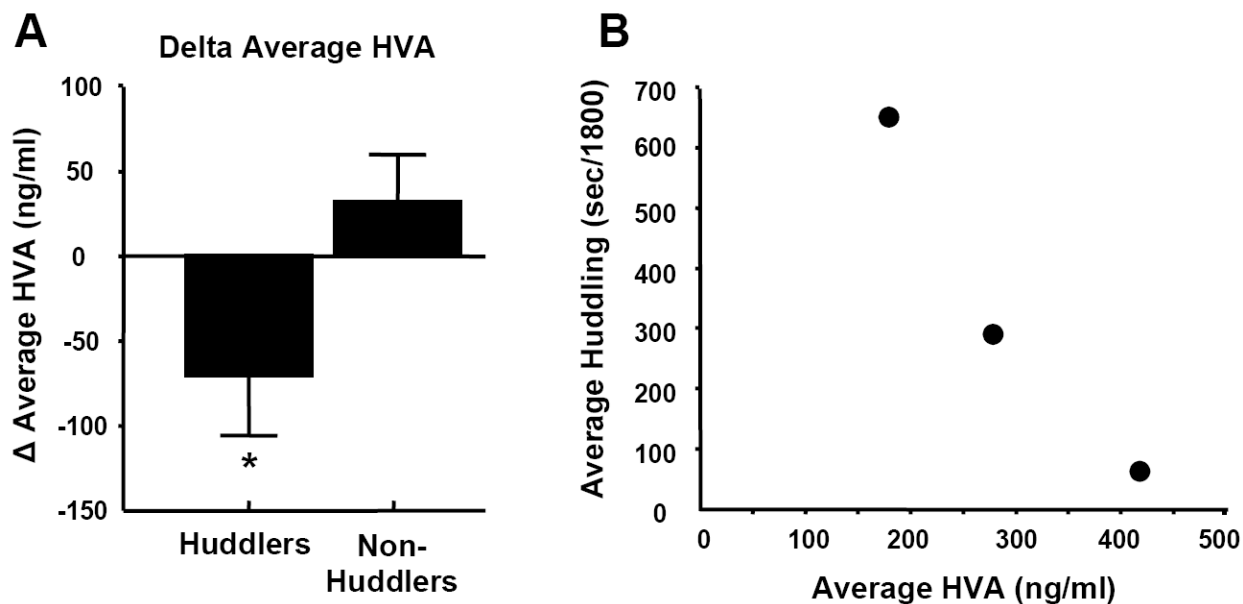 A
Delta Average HVA
Δ Average HVA (ng/ml)
100
50
0
-50
-100
-150
*
Huddlers
Non-
Huddlers
B
Average Huddling (sec/1800)
700
600
500
400
300
200
100
0
0
100
200
300
400
500
Average HVA (ng/ml)